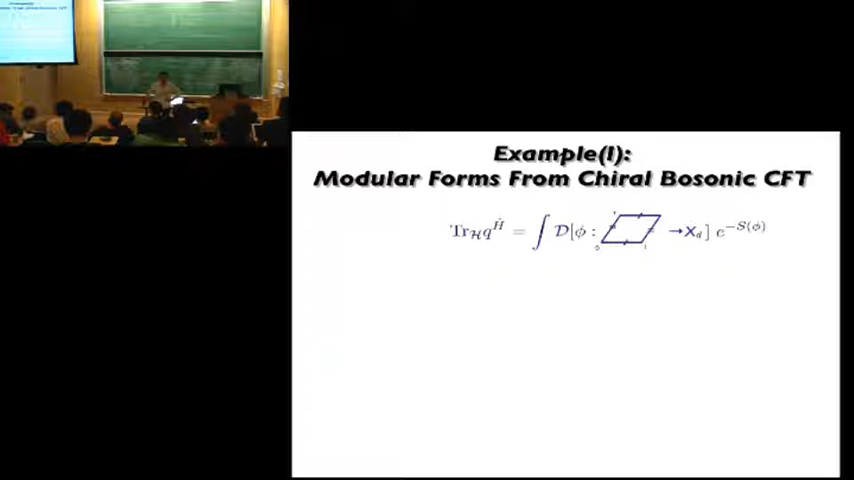 Example(I):
Modular Forms From Chiral Bosonic CFT
Tr_ℋ q^Ĥ = ∫ 𝒟[ϕ : → X_d ] e^{−S(ϕ)}